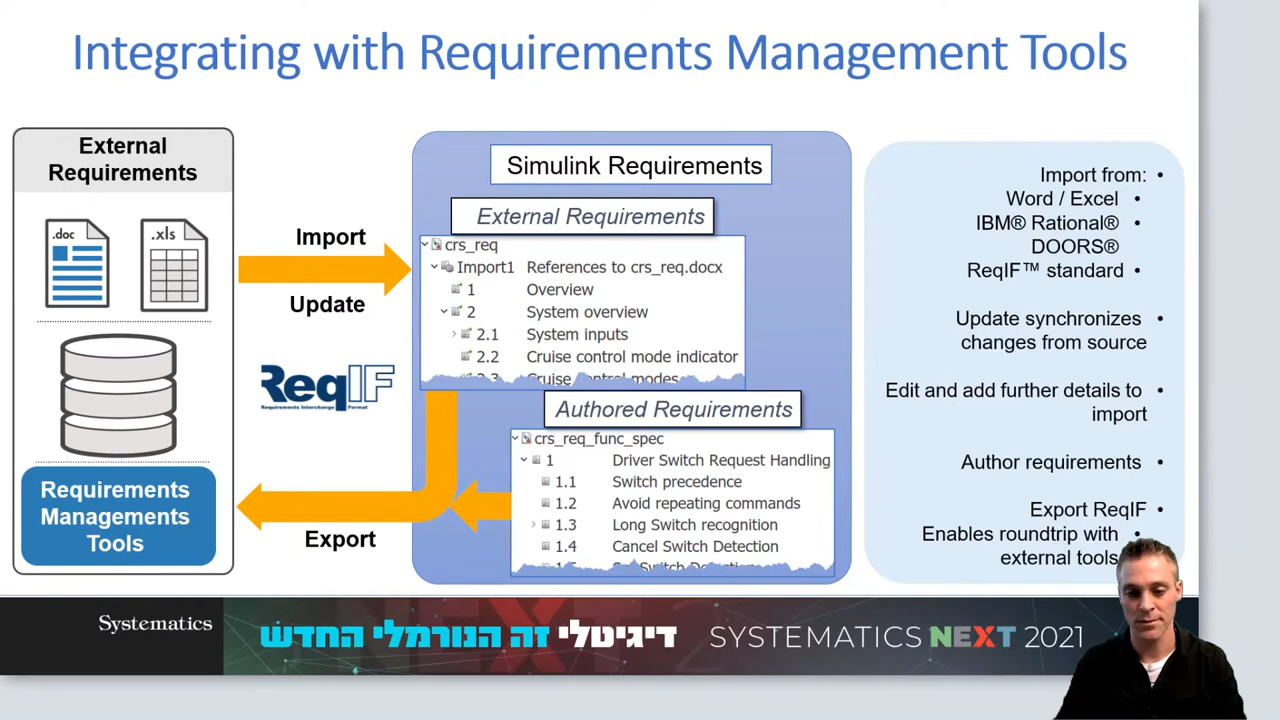 Integrating with Requirements Management Tools
External
Requirements
.doc
.xls
Requirements
Managements
Tools
Import
Update
ReqIF
Requirements Interchange Format
Export
Simulink Requirements
External Requirements
crs_req
Import1 References to crs_req.docx
1 Overview
2 System overview
2.1 System inputs
2.2 Cruise control mode indicator
2.3 Cruise control modes
Authored Requirements
crs_req_func_spec
1 Driver Switch Request Handling
1.1 Switch precedence
1.2 Avoid repeating commands
1.3 Long Switch recognition
1.4 Cancel Switch Detection
Import from: •
Word / Excel •
IBM® Rational® •
DOORS®
ReqIF™ standard •
Update synchronizes •
changes from source
Edit and add further details to •
import
Author requirements •
Export ReqIF •
Enables roundtrip with •
external tools
Systematics
דיגיטלי זה הנורמלי החדש
SYSTEMATICS NEXT 2021